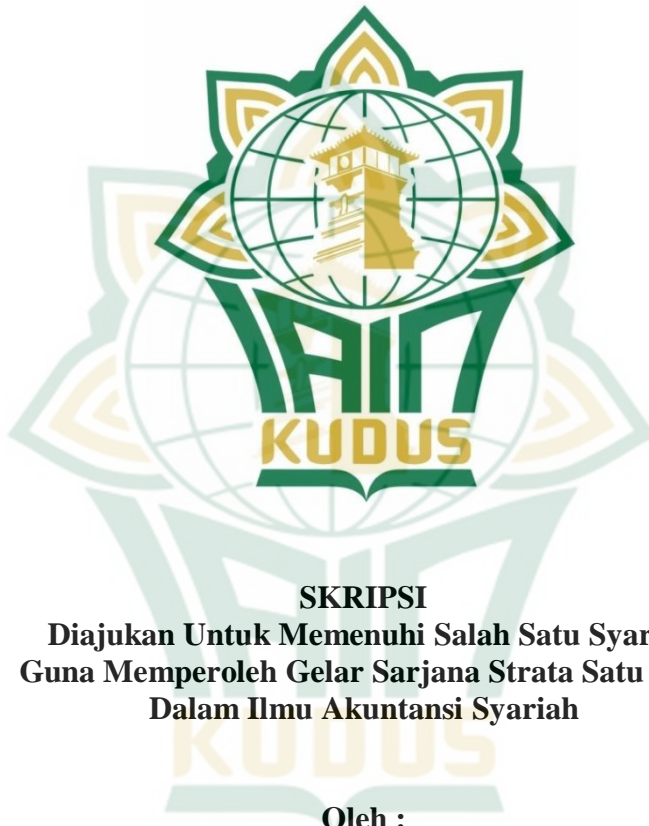 IAIN
KUDUS
SKRIPSI
Diajukan Untuk Memenuhi Salah Satu
Guna Memperoleh Gelar Sarjana Strata Satu
Dalam Ilmu Akuntansi Syariah
Oleh :